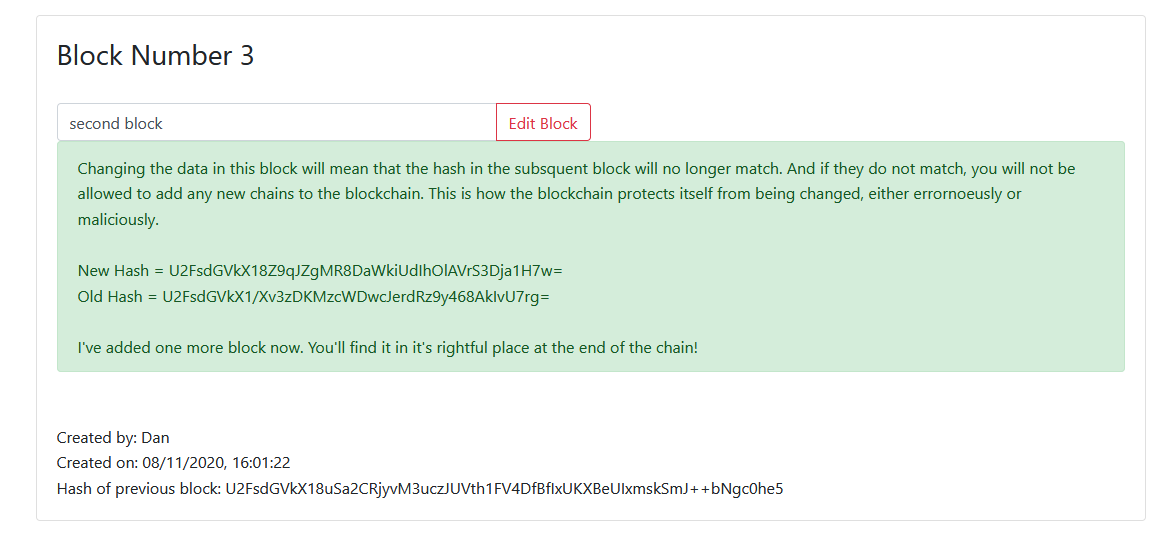 Block Number 3
second block
Edit Block
Changing the data in this block will mean that the hash in the subsquent block will no longer match. And if they do not match, you will not be
allowed to add any new chains to the blockchain. This is how the blockchain protects itself from being changed, either errornoeusly or
maliciously.
New Hash = U2FsdGVkX18Z9qJZgMR8DaWkiUdIhOlAVrS3Dja1H7w=
Old Hash = U2FsdGVkX1/Xv3zDKMzcWDwcJerdRz9y468AkIvU7rg=
I've added one more block now. You'll find it in it's rightful place at the end of the chain!
Created by: Dan
Created on: 08/11/2020, 16:01:22
Hash of previous block: U2FsdGVkX18uSa2CRjyvM3uczJUVth1FV4DfBfIxUKXBeUIxmskSmJ++bNgc0he5